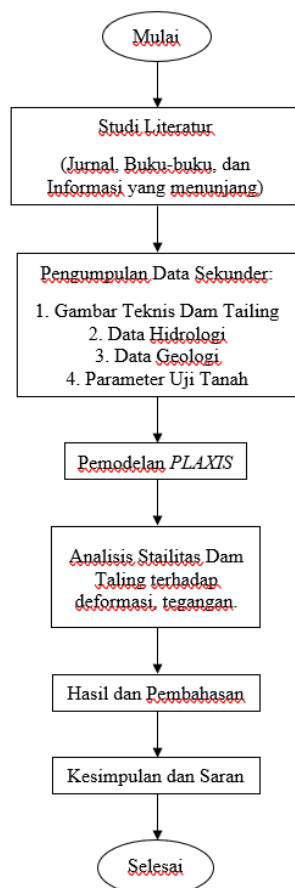 Mulai
Studi Literatur
(Jurnal, Buku-buku, dan
Informasi yang menunjang)
Pengumpulan Data Sekunder:
1. Gambar Teknis Dam Tailing
2. Data Hidrologi
3. Data Geologi
4. Parameter Uji Tanah
Pemodelan PLAXIS
Analisis Stailitas Dam
Taling terhadap
deformasi, tegangan.
Hasil dan Pembahasan
Kesimpulan dan Saran
Selesai